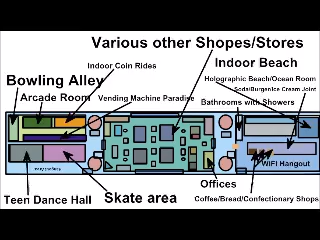 Various other Shopes/Stores
Indoor Coin Rides
Indoor Beach
Bowling Alley
Holographic Beach/Ocean Room
Arcade Room
Vending Machine Paradise
Soda/Burger/Ice Cream Joint
Bathrooms with Showers
WiFi Hangout
Teen Dance Hall
Skate area
Offices
Coffee/Bread/Confectionary Shops